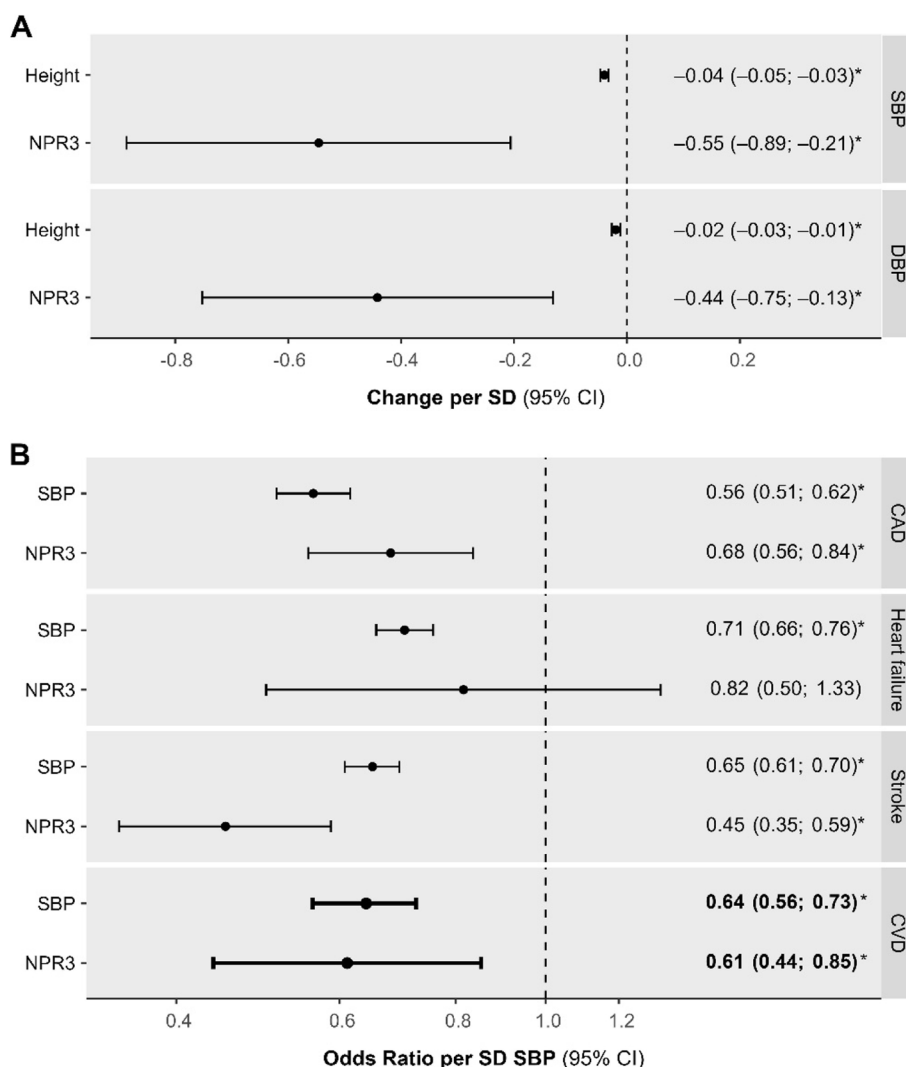 A
Height
−0.04 (−0.05; −0.03)*
SBP
NPR3
−0.55 (−0.89; −0.21)*
Height
−0.02 (−0.03; −0.01)*
DBP
NPR3
−0.44 (−0.75; −0.13)*
-0.8 -0.6 -0.4 -0.2 0.0 0.2
Change per SD (95% CI)
B
SBP
0.56 (0.51; 0.62)*
CAD
NPR3
0.68 (0.56; 0.84)*
SBP
0.71 (0.66; 0.76)*
Heart failure
NPR3
0.82 (0.50; 1.33)
SBP
0.65 (0.61; 0.70)*
Stroke
NPR3
0.45 (0.35; 0.59)*
SBP
0.64 (0.56; 0.73)*
CVD
NPR3
0.61 (0.44; 0.85)*
0.4 0.6 0.8 1.0 1.2
Odds Ratio per SD SBP (95% CI)